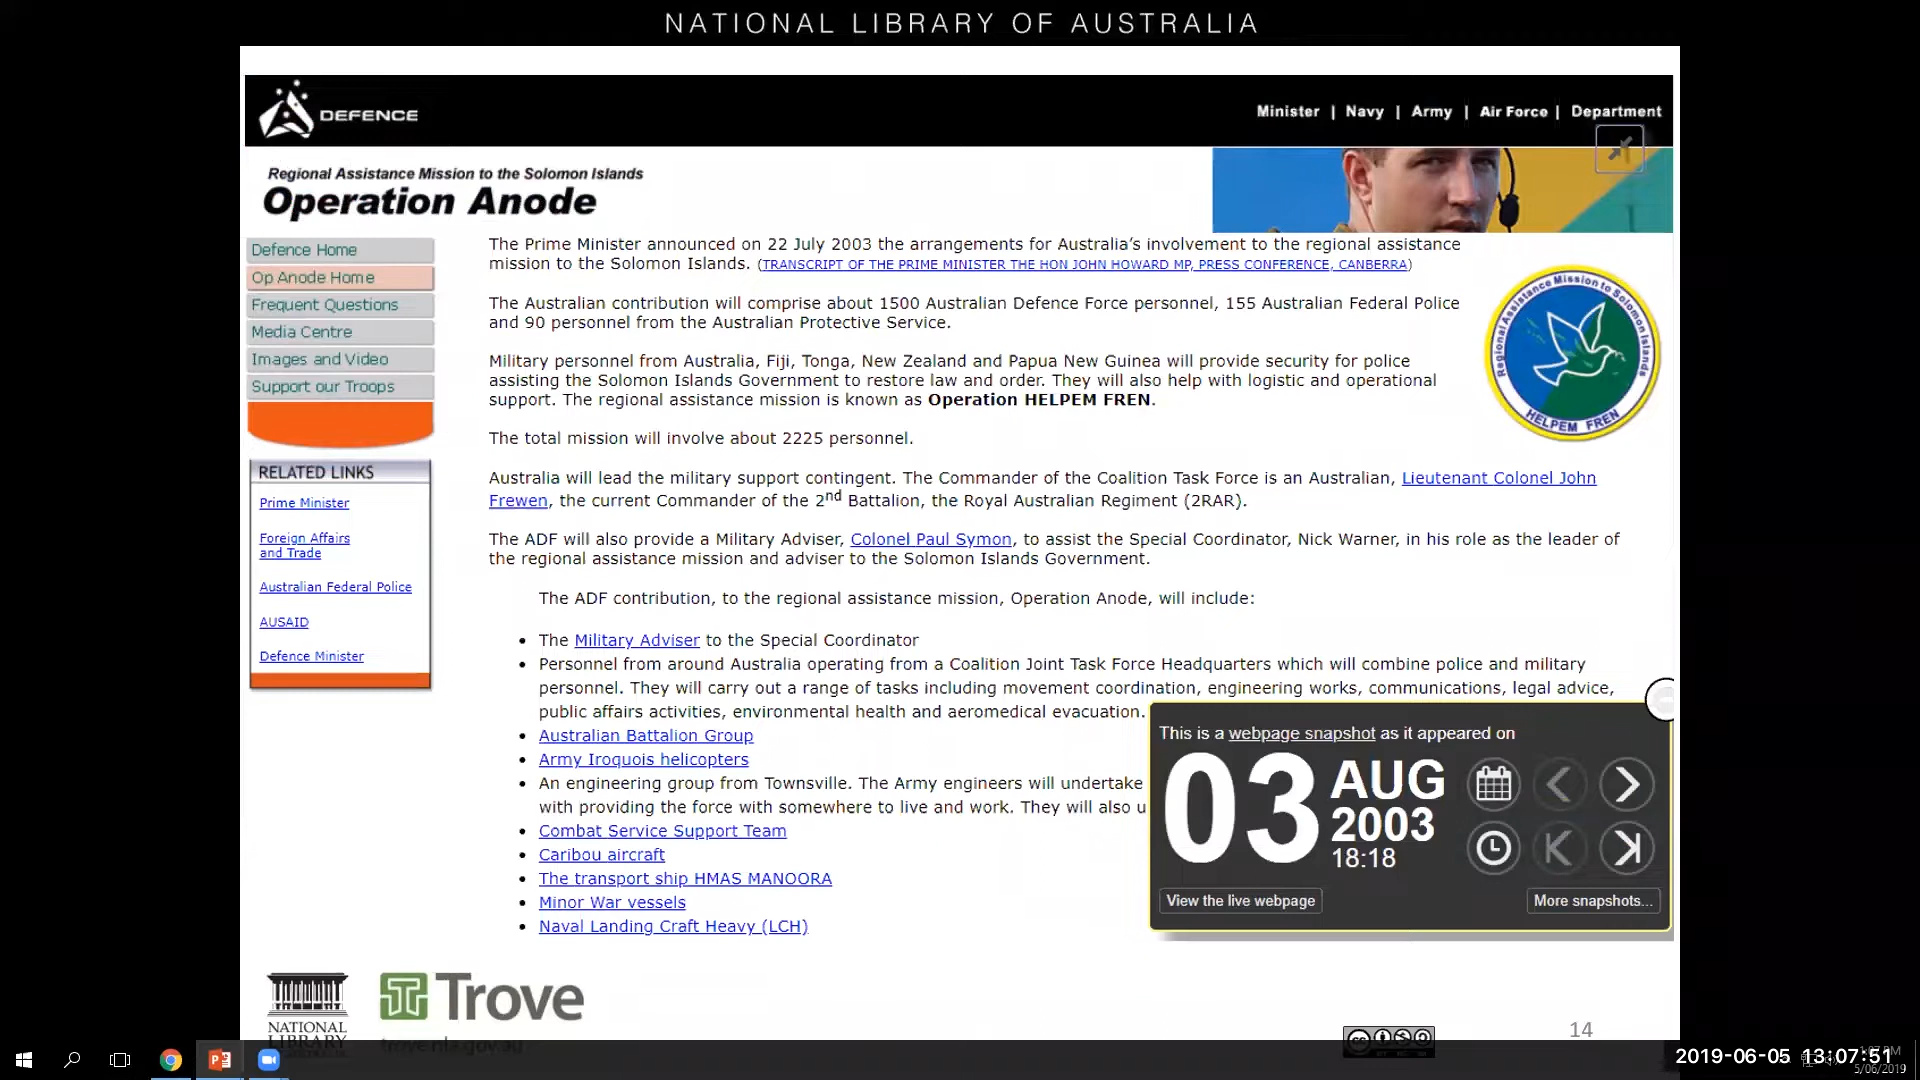 NATIONAL LIBRARY OF AUSTRALIA
DEFENCE
Minister | Navy | Army | Air Force | Department
Regional Assistance Mission to the Solomon Islands
Operation Anode
Defence Home
Op Anode Home
Frequent Questions
Media Centre
Images and Video
Support our Troops
RELATED LINKS
Prime Minister
Foreign Affairs
and Trade
Australian Federal Police
AUSAID
Defence Minister
The Prime Minister announced on 22 July 2003 the arrangements for Australia's involvement to the regional assistance
mission to the Solomon Islands. (TRANSCRIPT OF THE PRIME MINISTER THE HON JOHN HOWARD MP, PRESS CONFERENCE, CANBERRA)
The Australian contribution will comprise about 1500 Australian Defence Force personnel, 155 Australian Federal Police
and 90 personnel from the Australian Protective Service.
Military personnel from Australia, Fiji, Tonga, New Zealand and Papua New Guinea will provide security for police
assisting the Solomon Islands Government to restore law and order. They will also help with logistic and operational
support. The regional assistance mission is known as Operation HELPEM FREN.
The total mission will involve about 2225 personnel.
Australia will lead the military support contingent. The Commander of the Coalition Task Force is an Australian, Lieutenant Colonel John
Frewen, the current Commander of the 2nd Battalion, the Royal Australian Regiment (2RAR).
The ADF will also provide a Military Adviser, Colonel Paul Symon, to assist the Special Coordinator, Nick Warner, in his role as the leader of
the regional assistance mission and adviser to the Solomon Islands Government.
The ADF contribution, to the regional assistance mission, Operation Anode, will include:
• The Military Adviser to the Special Coordinator
• Personnel from around Australia operating from a Coalition Joint Task Force Headquarters which will combine police and military
personnel. They will carry out a range of tasks including movement coordination, engineering works, communications, legal advice,
public affairs activities, environmental health and aeromedical evacuation.
• Australian Battalion Group
• Army Iroquois helicopters
• An engineering group from Townsville. The Army engineers will undertake
with providing the force with somewhere to live and work. They will also u
• Combat Service Support Team
• Caribou aircraft
• The transport ship HMAS MANOORA
• Minor War vessels
• Naval Landing Craft Heavy (LCH)
Regional Assistance Mission to Solomon Islands
HELPEM FREN
This is a webpage snapshot as it appeared on
03 AUG
2003
18:18
View the live webpage
More snapshots...
NATIONAL
LIBRARY
Trove
trove.nla.gov.au
cc
14
2019-06-05 13:07:51
5/06/2019